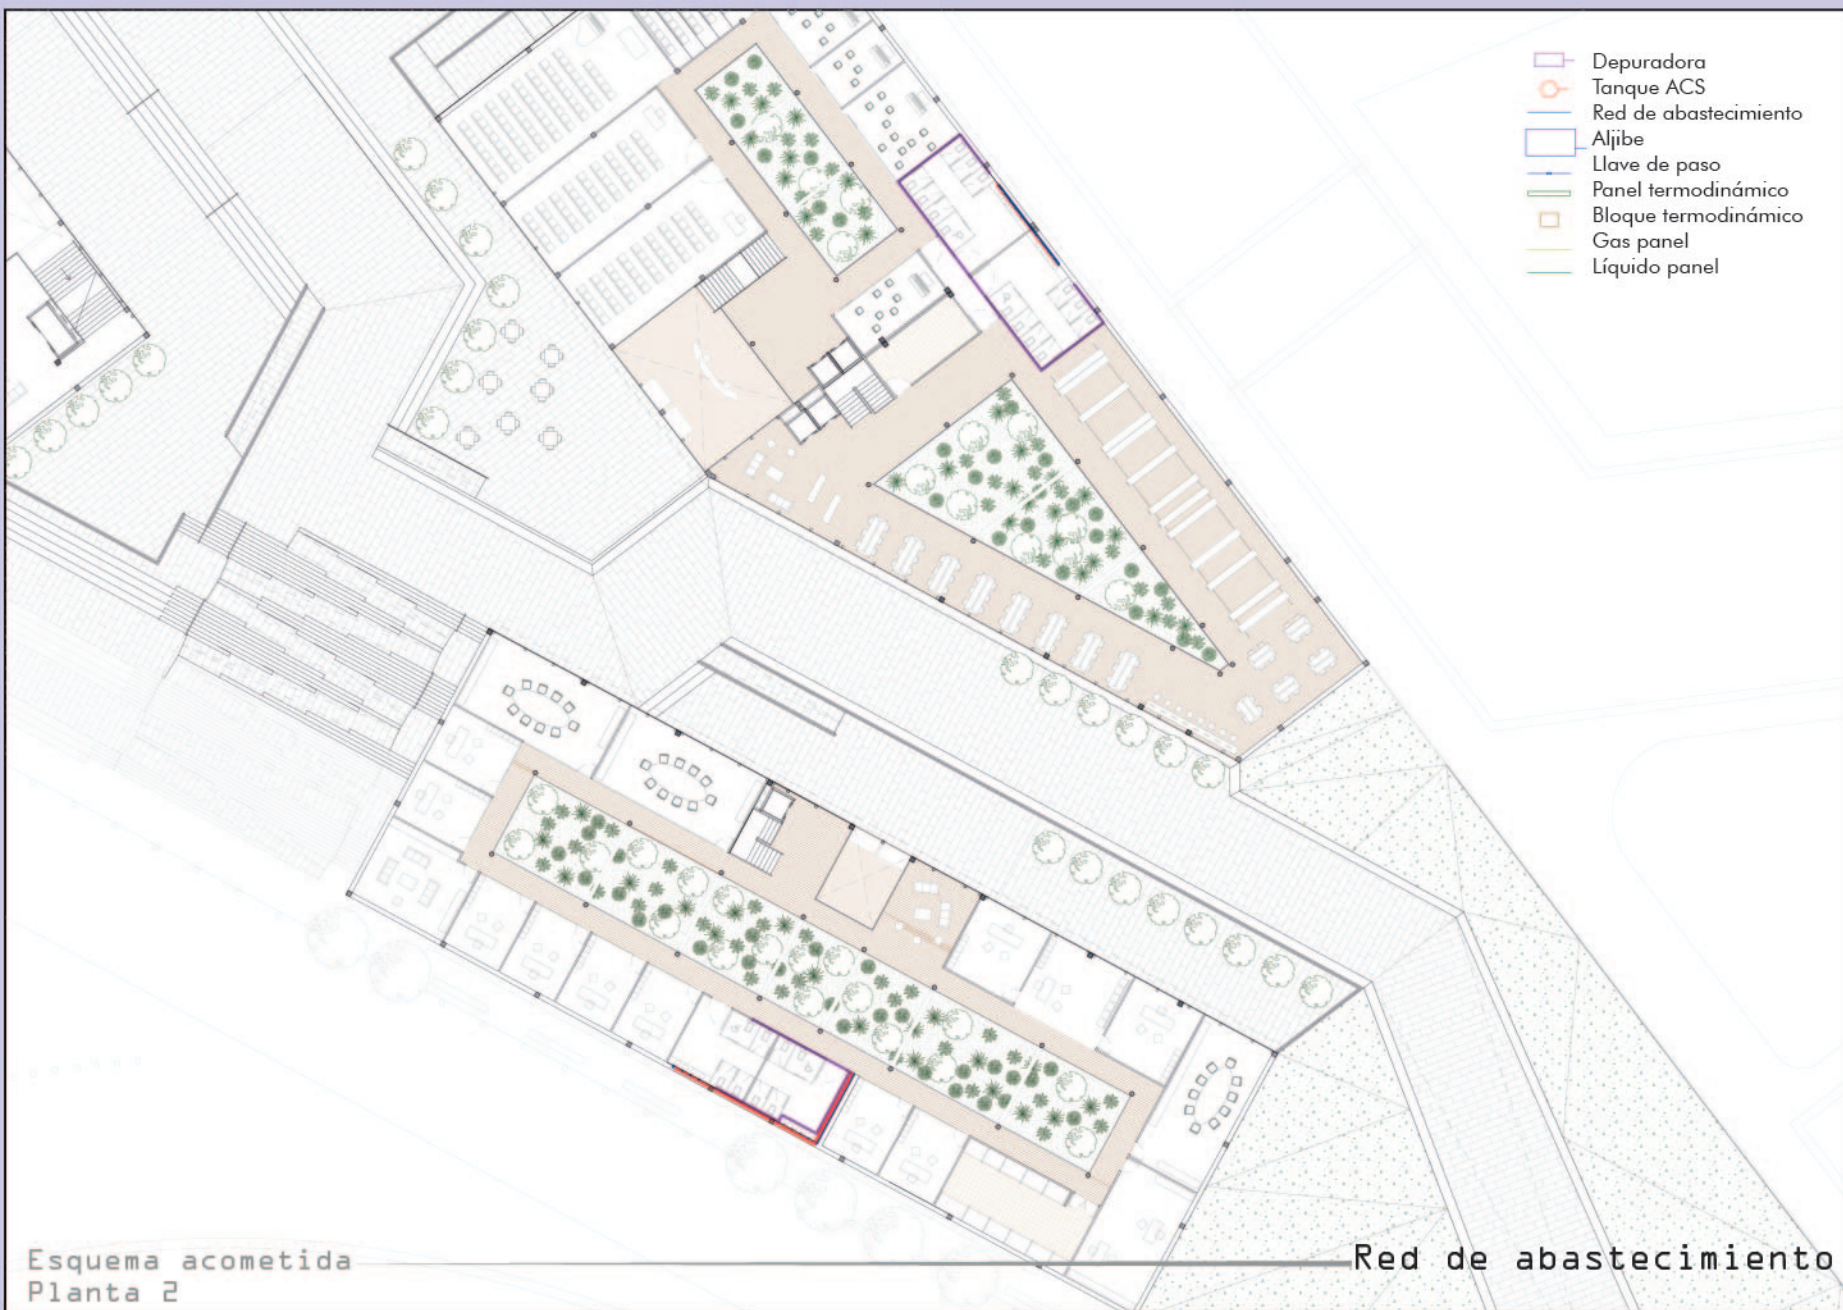 Depuradora
Tanque ACS
Red de abastecimiento
Aljibe
Llave de paso
Panel termodinámico
Bloque termodinámico
Gas panel
Líquido panel
Esquema acometida
Red de abastecimiento
Planta 2